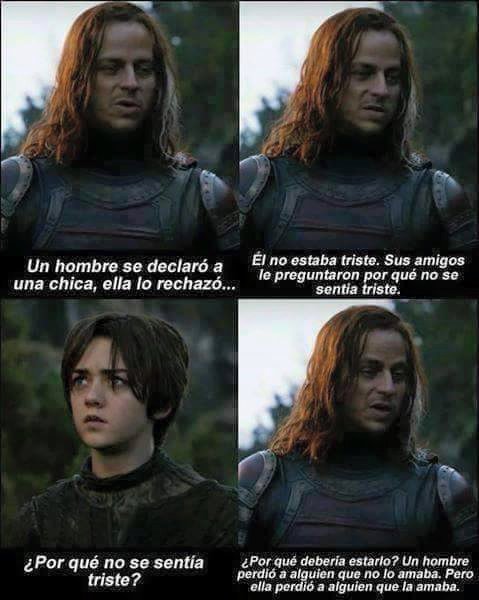 Un hombre se declaró a
una chica, ella lo rechazó...
Él no estaba triste. Sus amigos
le preguntaron por qué no se
sentia triste.
¿Por qué no se sentía
triste?
¿Por qué debería estarlo? Un hombre
perdió a alguien que no lo amaba. Pero
ella perdió a alguien que la amaba.